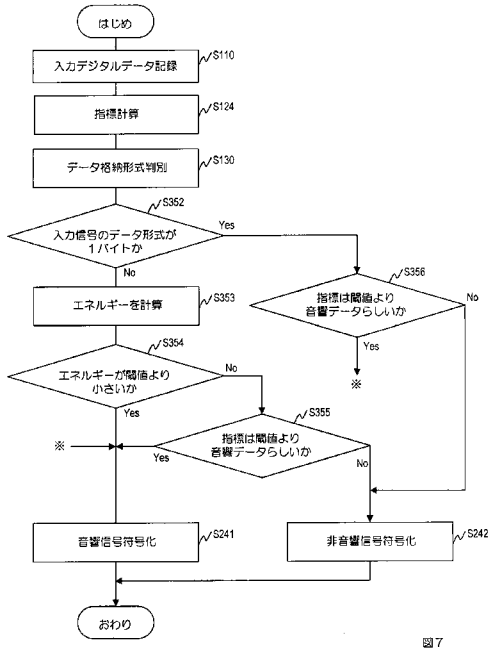 はじめ
入力デジタルデータ記録
S110
指標計算
S124
データ格納形式判別
S130
S352
入力信号のデータ形式が
1バイトか
Yes
No
S356
指標は閾値より
音響データらしいか
No
Yes
※
エネルギーを計算
S353
S354
エネルギーが閾値より
小さいか
No
Yes
S355
指標は閾値より
音響データらしいか
※
Yes
No
音響信号符号化
S241
非音響信号符号化
S242
おわり
図7